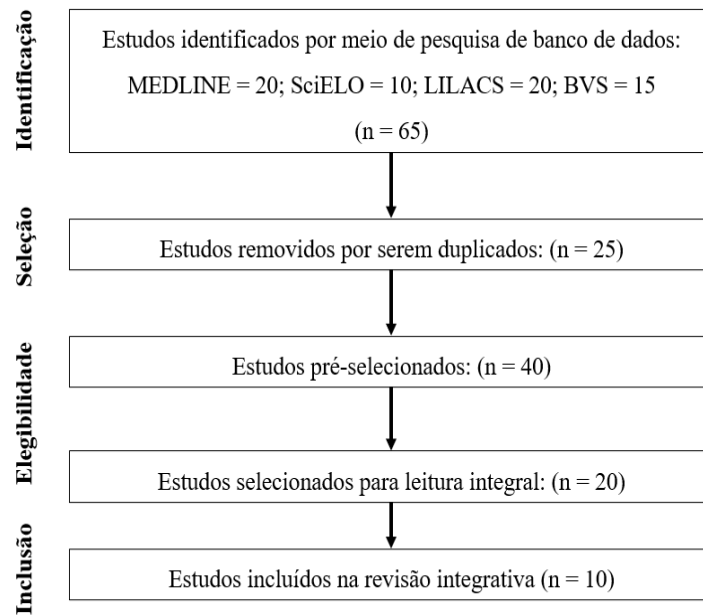 Identificação
Estudos identificados por meio de pesquisa de banco de dados:
MEDLINE = 20; SciELO = 10; LILACS = 20; BVS = 15
(n = 65)
Seleção
Estudos removidos por serem duplicados: (n = 25)
Elegibilidade
Estudos pré-selecionados: (n = 40)
Estudos selecionados para leitura integral: (n = 20)
Inclusão
Estudos incluídos na revisão integrativa (n = 10)